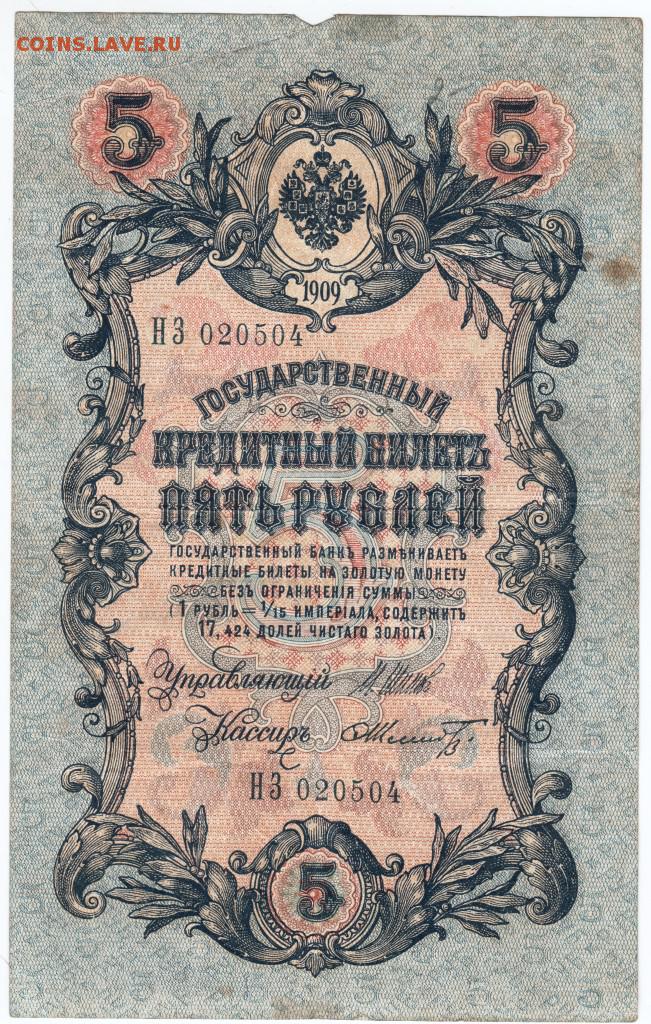 COINS.LAVE.RU
5 5
1909
НЗ 020504
ГОСУДАРСТВЕННЫЙ
КРЕДИТНЫЙ БИЛЕТЪ
ПЯТЬ РУБЛЕЙ
5
ГОСУДАРСТВЕННЫЙ БАНКЪ РАЗМѢНИВАЕТЪ
КРЕДИТНЫЕ БИЛЕТЫ НА ЗОЛОТУЮ МОНЕТУ
БЕЗЪ ОГРАНИЧЕНІЯ СУММЫ
(1 РУБЛЬ = 1/15 ИМПЕРІАЛА, СОДЕРЖИТЪ
17,424 ДОЛЕЙ ЧИСТАГО ЗОЛОТА)
Управляющій
Кассиръ
НЗ 020504
5